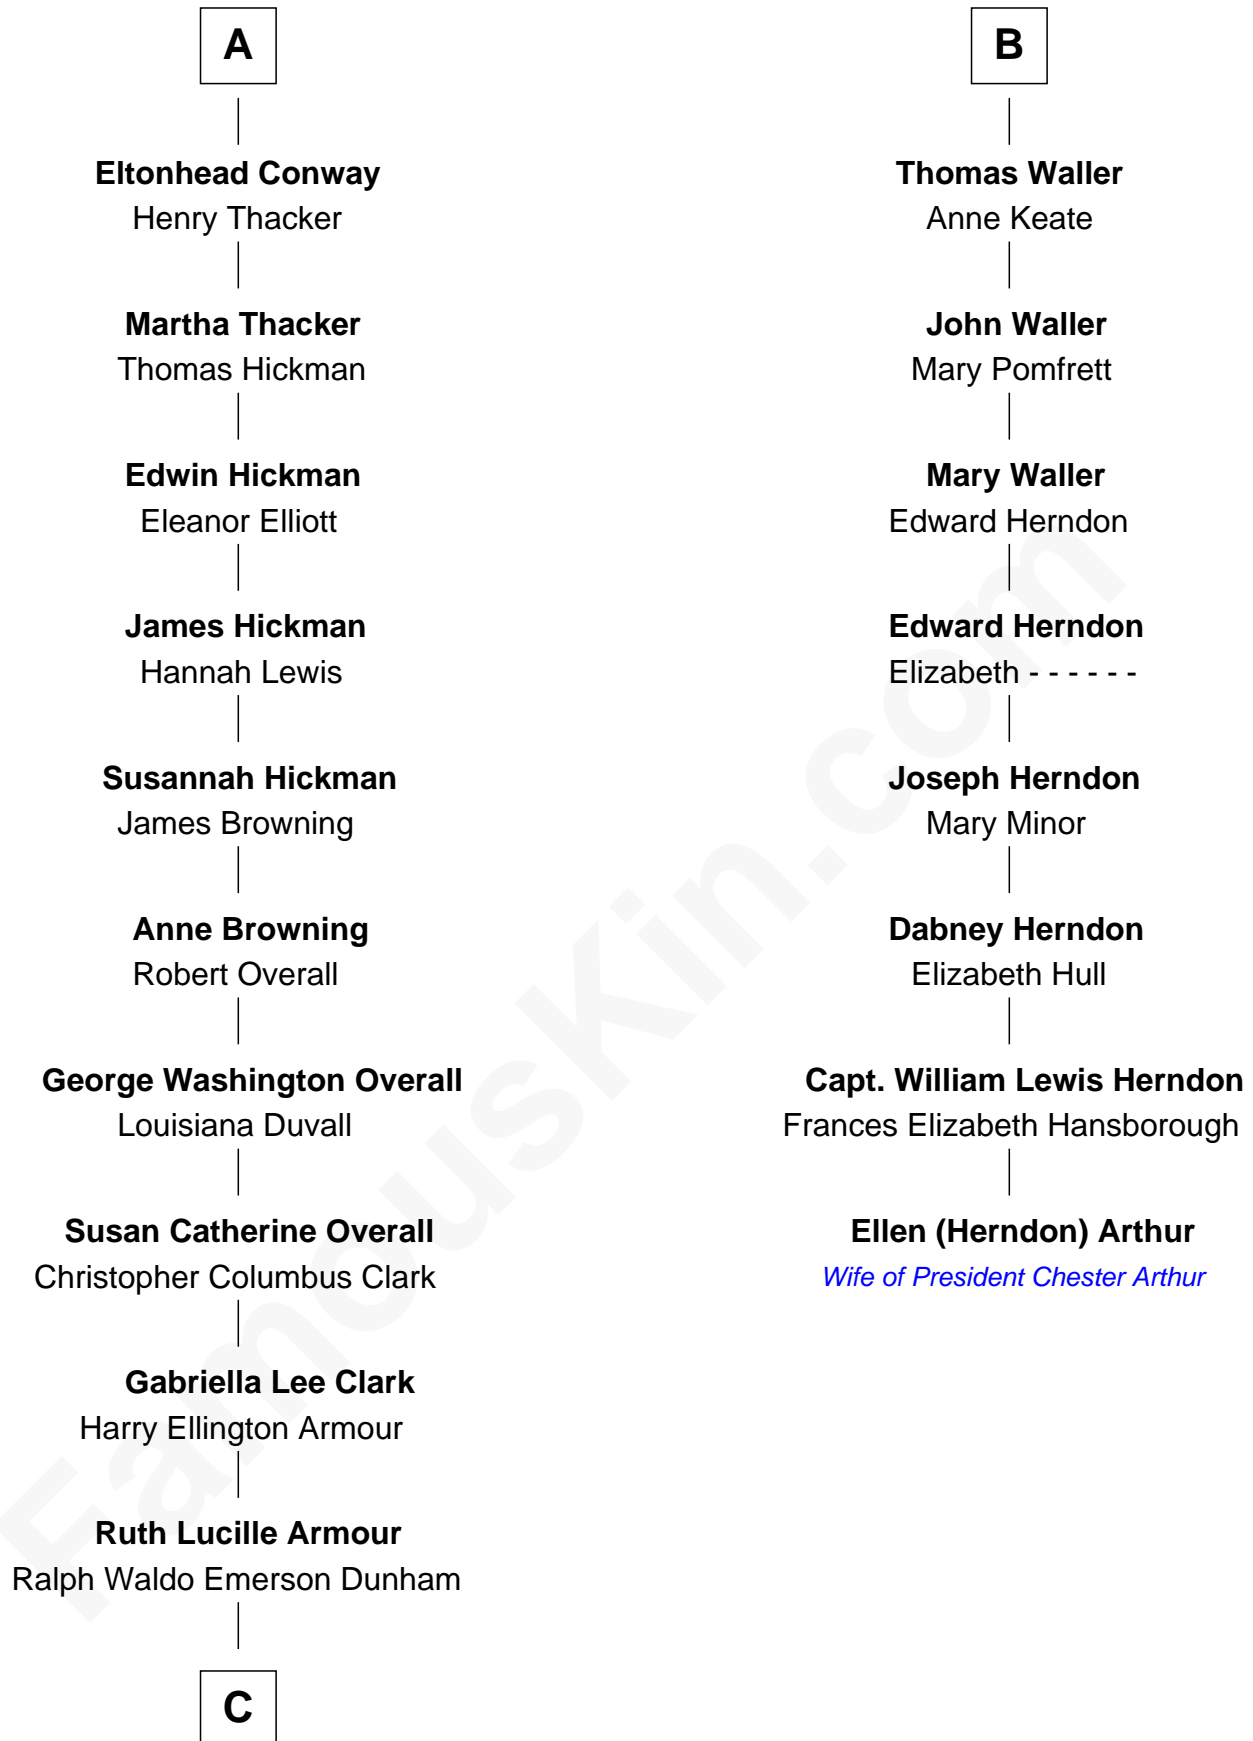 A
Eltonhead Conway
Henry Thacker
Martha Thacker
Thomas Hickman
Edwin Hickman
Eleanor Elliott
James Hickman
Hannah Lewis
Susannah Hickman
James Browning
Anne Browning
Robert Overall
George Washington Overall
Louisiana Duvall
Susan Catherine Overall
Christopher Columbus Clark
Gabriella Lee Clark
Harry Ellington Armour
Ruth Lucille Armour
Ralph Waldo Emerson Dunham
C
B
Thomas Waller
Anne Keate
John Waller
Mary Pomfrett
Mary Waller
Edward Herndon
Edward Herndon
Elizabeth - - - - - -
Joseph Herndon
Mary Minor
Dabney Herndon
Elizabeth Hull
Capt. William Lewis Herndon
Frances Elizabeth Hansborough
Ellen (Herndon) Arthur
Wife of President Chester Arthur
FamousKin.com